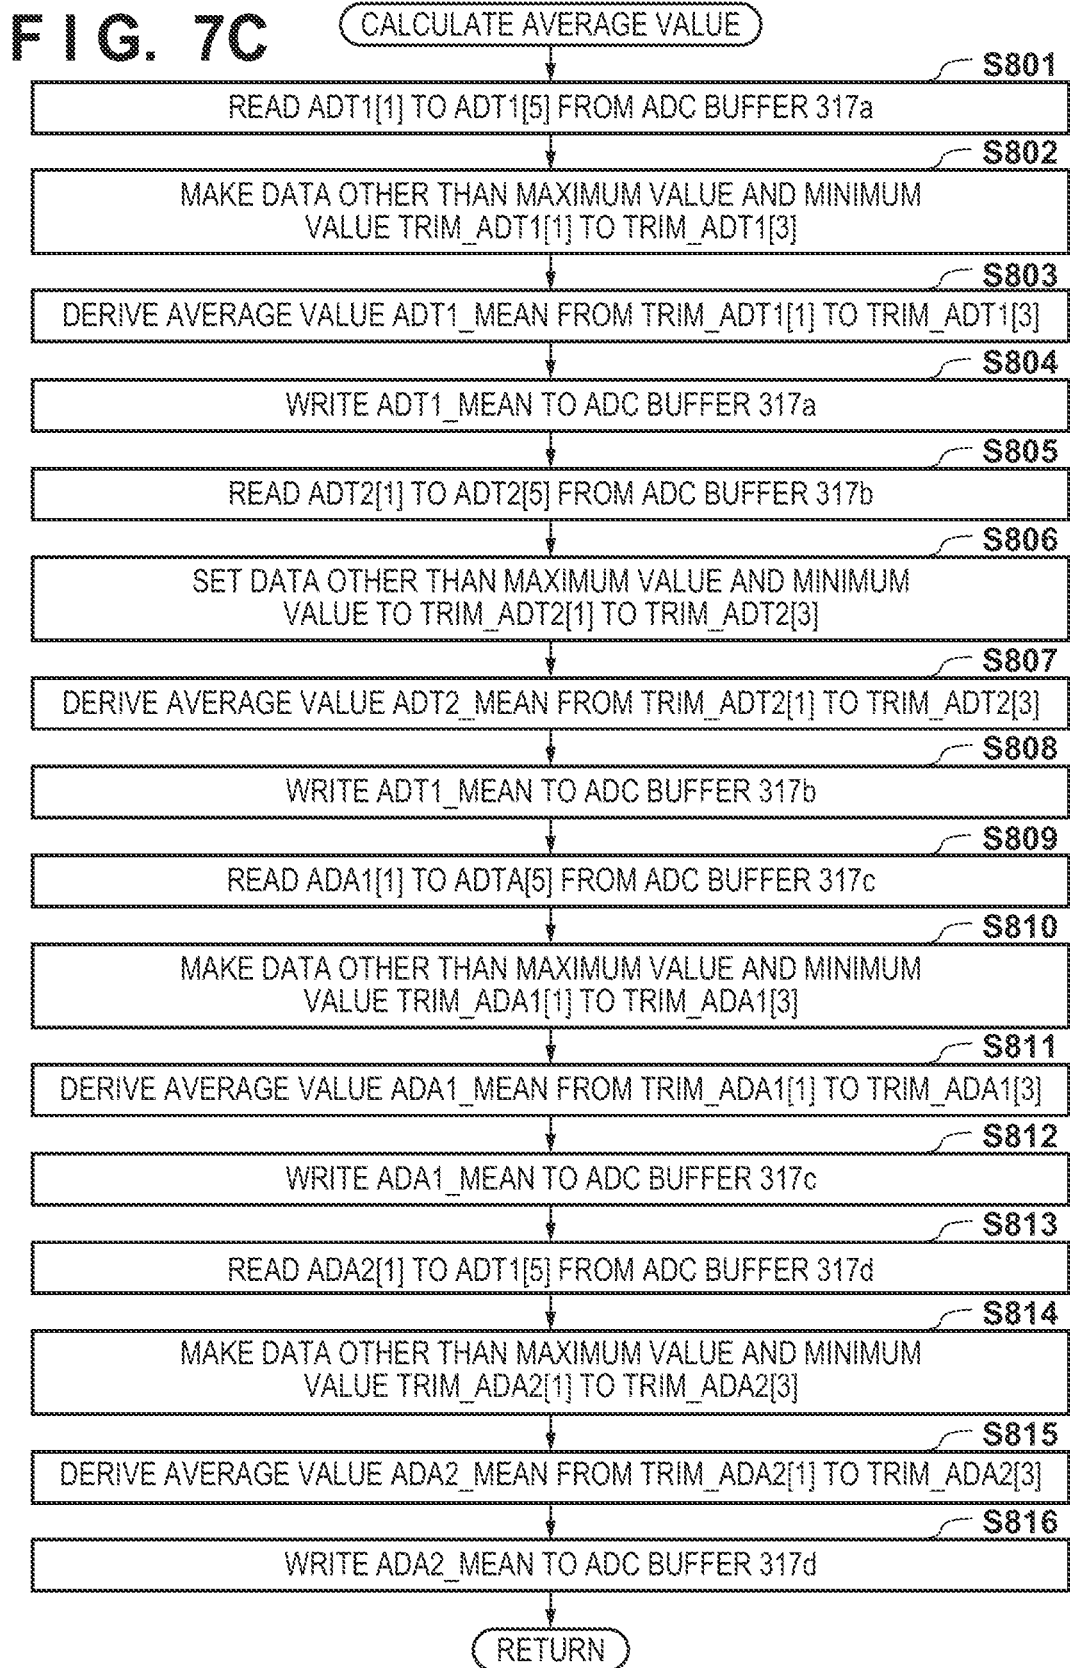 FIG. 7C
CALCULATE AVERAGE VALUE
S801
READ ADT1[1] TO ADT1[5] FROM ADC BUFFER 317a
S802
MAKE DATA OTHER THAN MAXIMUM VALUE AND MINIMUM
VALUE TRIM_ADT1[1] TO TRIM_ADT1[3]
S803
DERIVE AVERAGE VALUE ADT1_MEAN FROM TRIM_ADT1[1] TO TRIM_ADT1[3]
S804
WRITE ADT1_MEAN TO ADC BUFFER 317a
S805
READ ADT2[1] TO ADT2[5] FROM ADC BUFFER 317b
S806
SET DATA OTHER THAN MAXIMUM VALUE AND MINIMUM
VALUE TO TRIM_ADT2[1] TO TRIM_ADT2[3]
S807
DERIVE AVERAGE VALUE ADT2_MEAN FROM TRIM_ADT2[1] TO TRIM_ADT2[3]
S808
WRITE ADT1_MEAN TO ADC BUFFER 317b
S809
READ ADA1[1] TO ADTA[5] FROM ADC BUFFER 317c
S810
MAKE DATA OTHER THAN MAXIMUM VALUE AND MINIMUM
VALUE TRIM_ADA1[1] TO TRIM_ADA1[3]
S811
DERIVE AVERAGE VALUE ADA1_MEAN FROM TRIM_ADA1[1] TO TRIM_ADA1[3]
S812
WRITE ADA1_MEAN TO ADC BUFFER 317c
S813
READ ADA2[1] TO ADT1[5] FROM ADC BUFFER 317d
S814
MAKE DATA OTHER THAN MAXIMUM VALUE AND MINIMUM
VALUE TRIM_ADA2[1] TO TRIM_ADA2[3]
S815
DERIVE AVERAGE VALUE ADA2_MEAN FROM TRIM_ADA2[1] TO TRIM_ADA2[3]
S816
WRITE ADA2_MEAN TO ADC BUFFER 317d
RETURN